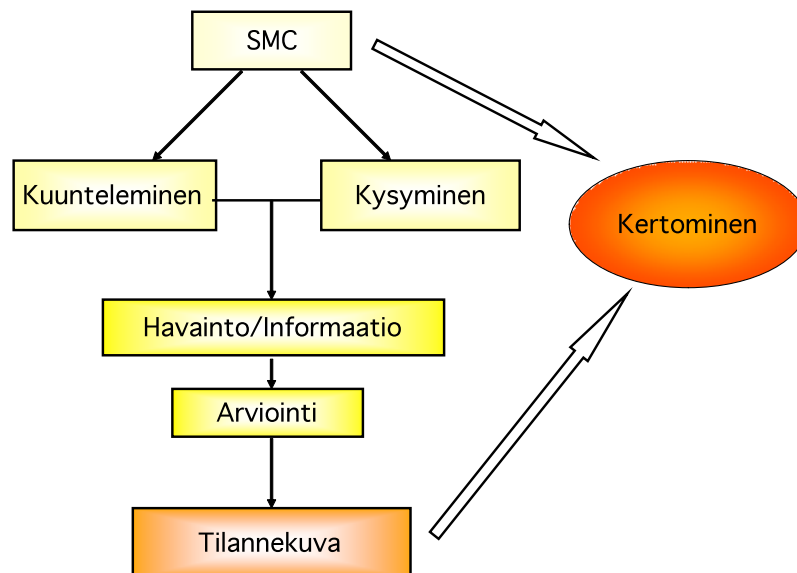 SMC
Kuunteleminen
Kysyminen
Kertominen
Havainto/Informaatio
Arviointi
Tilannekuva